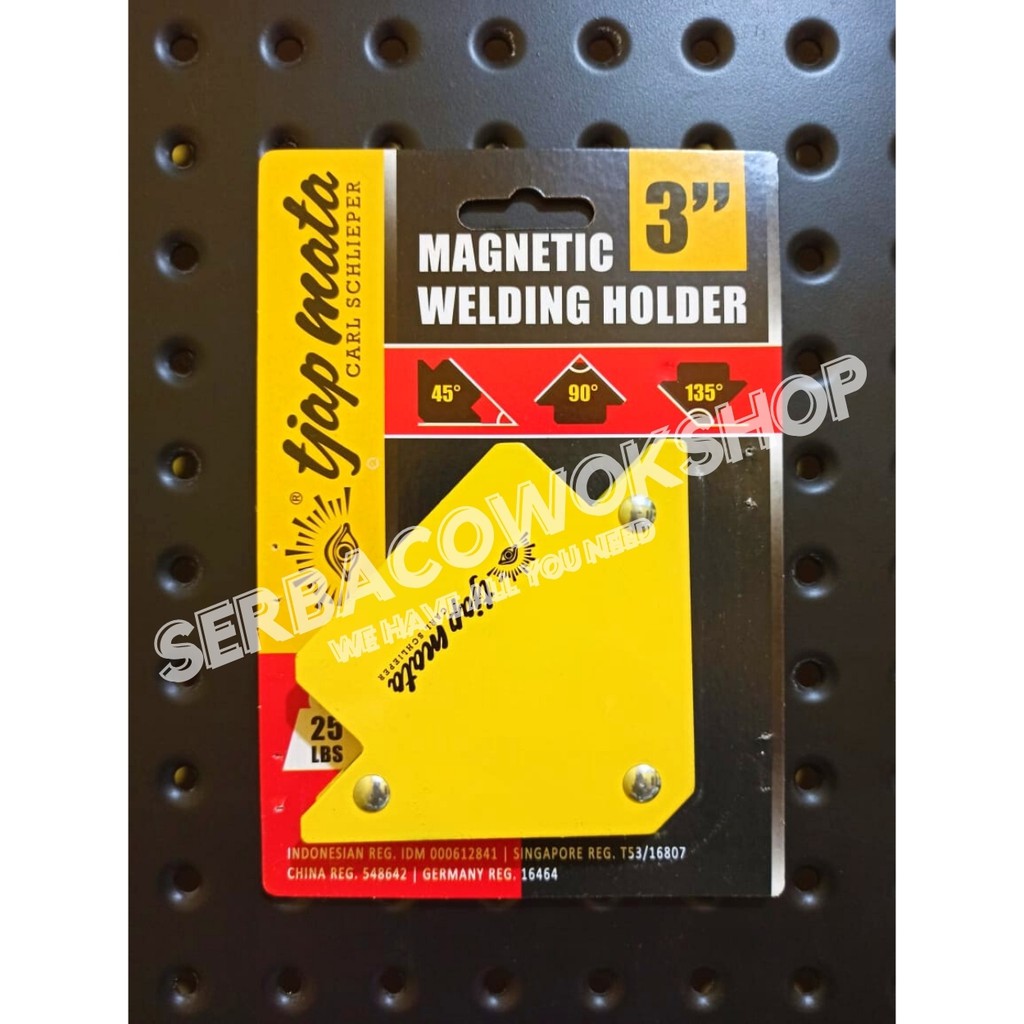 3”
MAGNETIC
WELDING HOLDER
tjap mata
CARL SCHLIEPER
®
45°
90°
135°
SERBACOWOKSHOP
WE HAVE ALL YOU NEED
tjap mata
CARL SCHLIEPER
25
LBS
INDONESIAN REG. IDM 000612841 | SINGAPORE REG. T53/16807
CHINA REG. 548642 | GERMANY REG. 16464